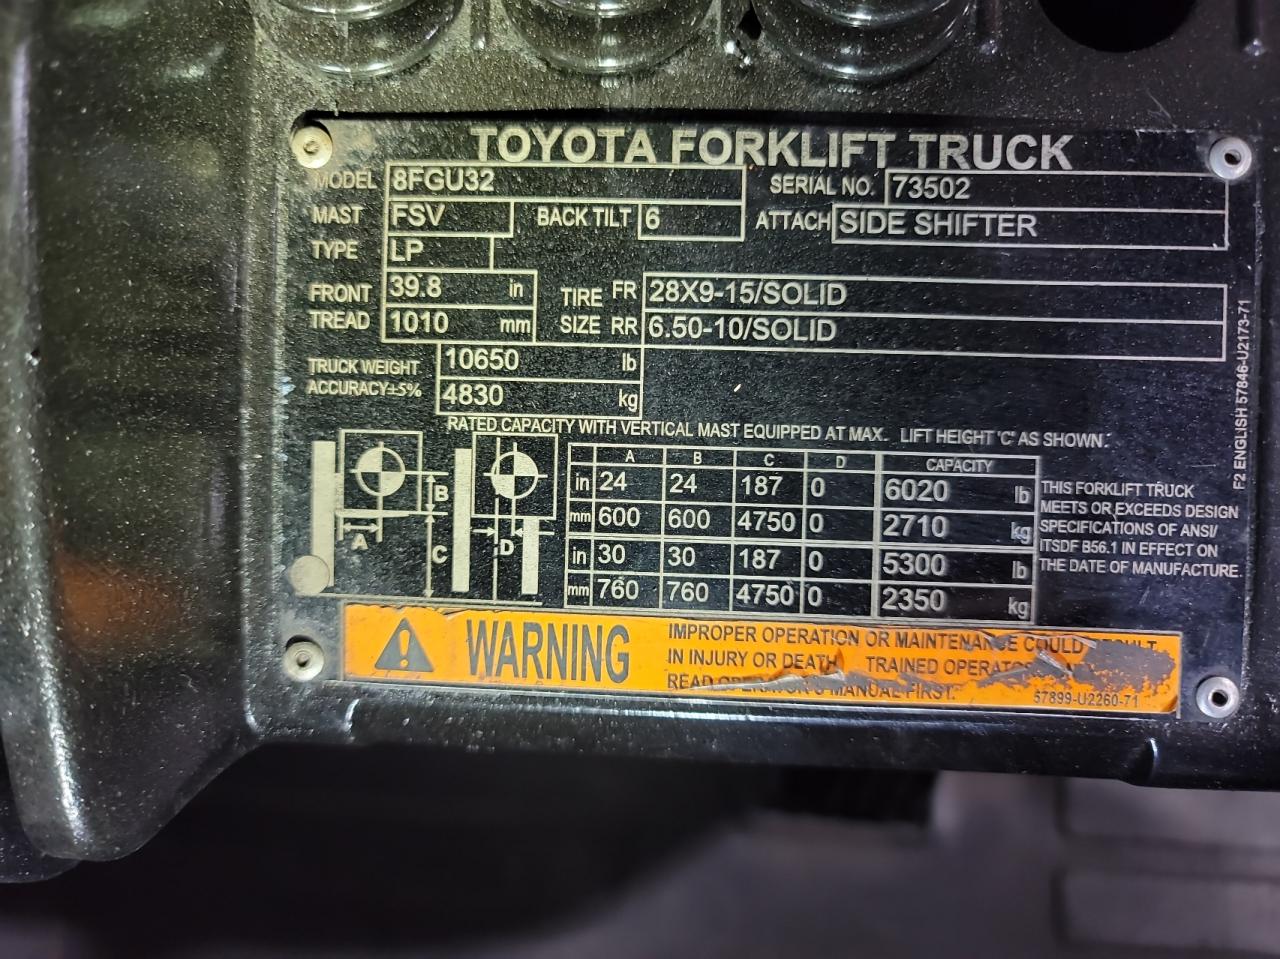 TOYOTA FORKLIFT TRUCK
MODEL 8FGU32 SERIAL NO. 73502
MAST FSV BACK TILT 6 ATTACH SIDE SHIFTER
TYPE LP
FRONT TREAD 39.8 in TIRE SIZE FR 28X9-15/SOLID
1010 mm RR 6.50-10/SOLID
TRUCK WEIGHT 10650 lb
ACCURACY±5% 4830 kg
RATED CAPACITY WITH VERTICAL MAST EQUIPPED AT MAX. LIFT HEIGHT 'C' AS SHOWN.
A B C D CAPACITY
in 24 24 187 0 6020 lb
mm 600 600 4750 0 2710 kg
in 30 30 187 0 5300 lb
mm 760 760 4750 0 2350 kg
A B C D
THIS FORKLIFT TRUCK
MEETS OR EXCEEDS DESIGN
SPECIFICATIONS OF ANSI/
ITSDF B56.1 IN EFFECT ON
THE DATE OF MANUFACTURE.
F2 ENGLISH 57846-U2173-71
WARNING
IMPROPER OPERATION OR MAINTENANCE COULD RESULT
IN INJURY OR DEATH TRAINED
READ OPERATOR'S MANUAL FIRST.
57899-U2260-71